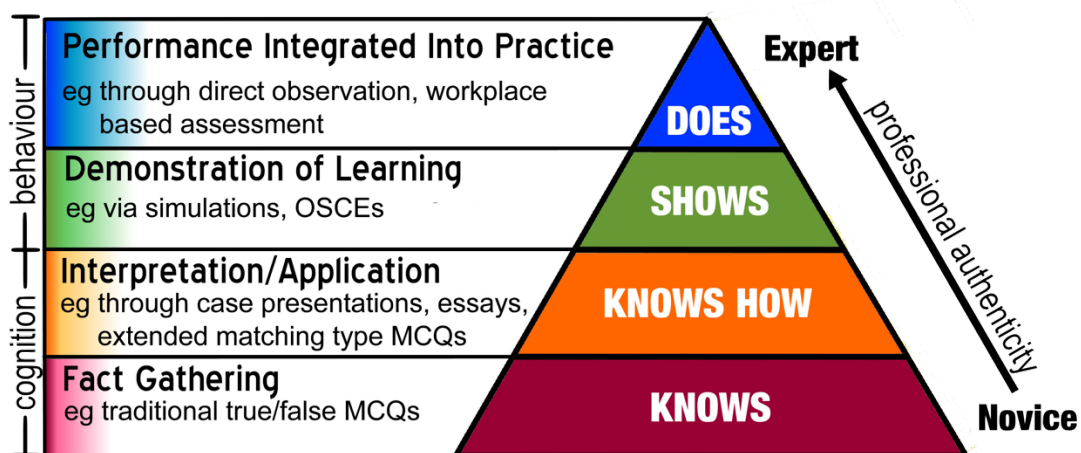 Performance Integrated Into Practice
eg through direct observation, workplace
based assessment
DOES
Demonstration of Learning
eg via simulations, OSCEs
SHOWS
Interpretation/Application
eg through case presentations, essays,
extended matching type MCQs
KNOWS HOW
Fact Gathering
eg traditional true/false MCQs
KNOWS
behaviour
cognition
Expert
professional authenticity
Novice